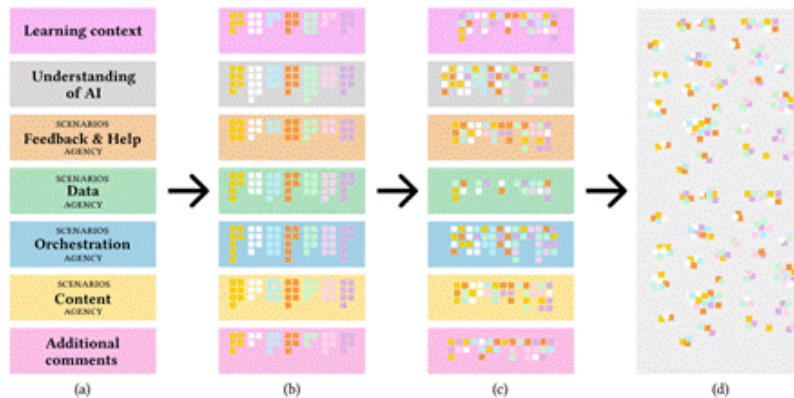 Learning context
Understanding
of AI
SCENARIOS
Feedback & Help
AGENCY
SCENARIOS
Data
AGENCY
SCENARIOS
Orchestration
AGENCY
SCENARIOS
Content
AGENCY
Additional
comments
(a)
(b)
(c)
(d)